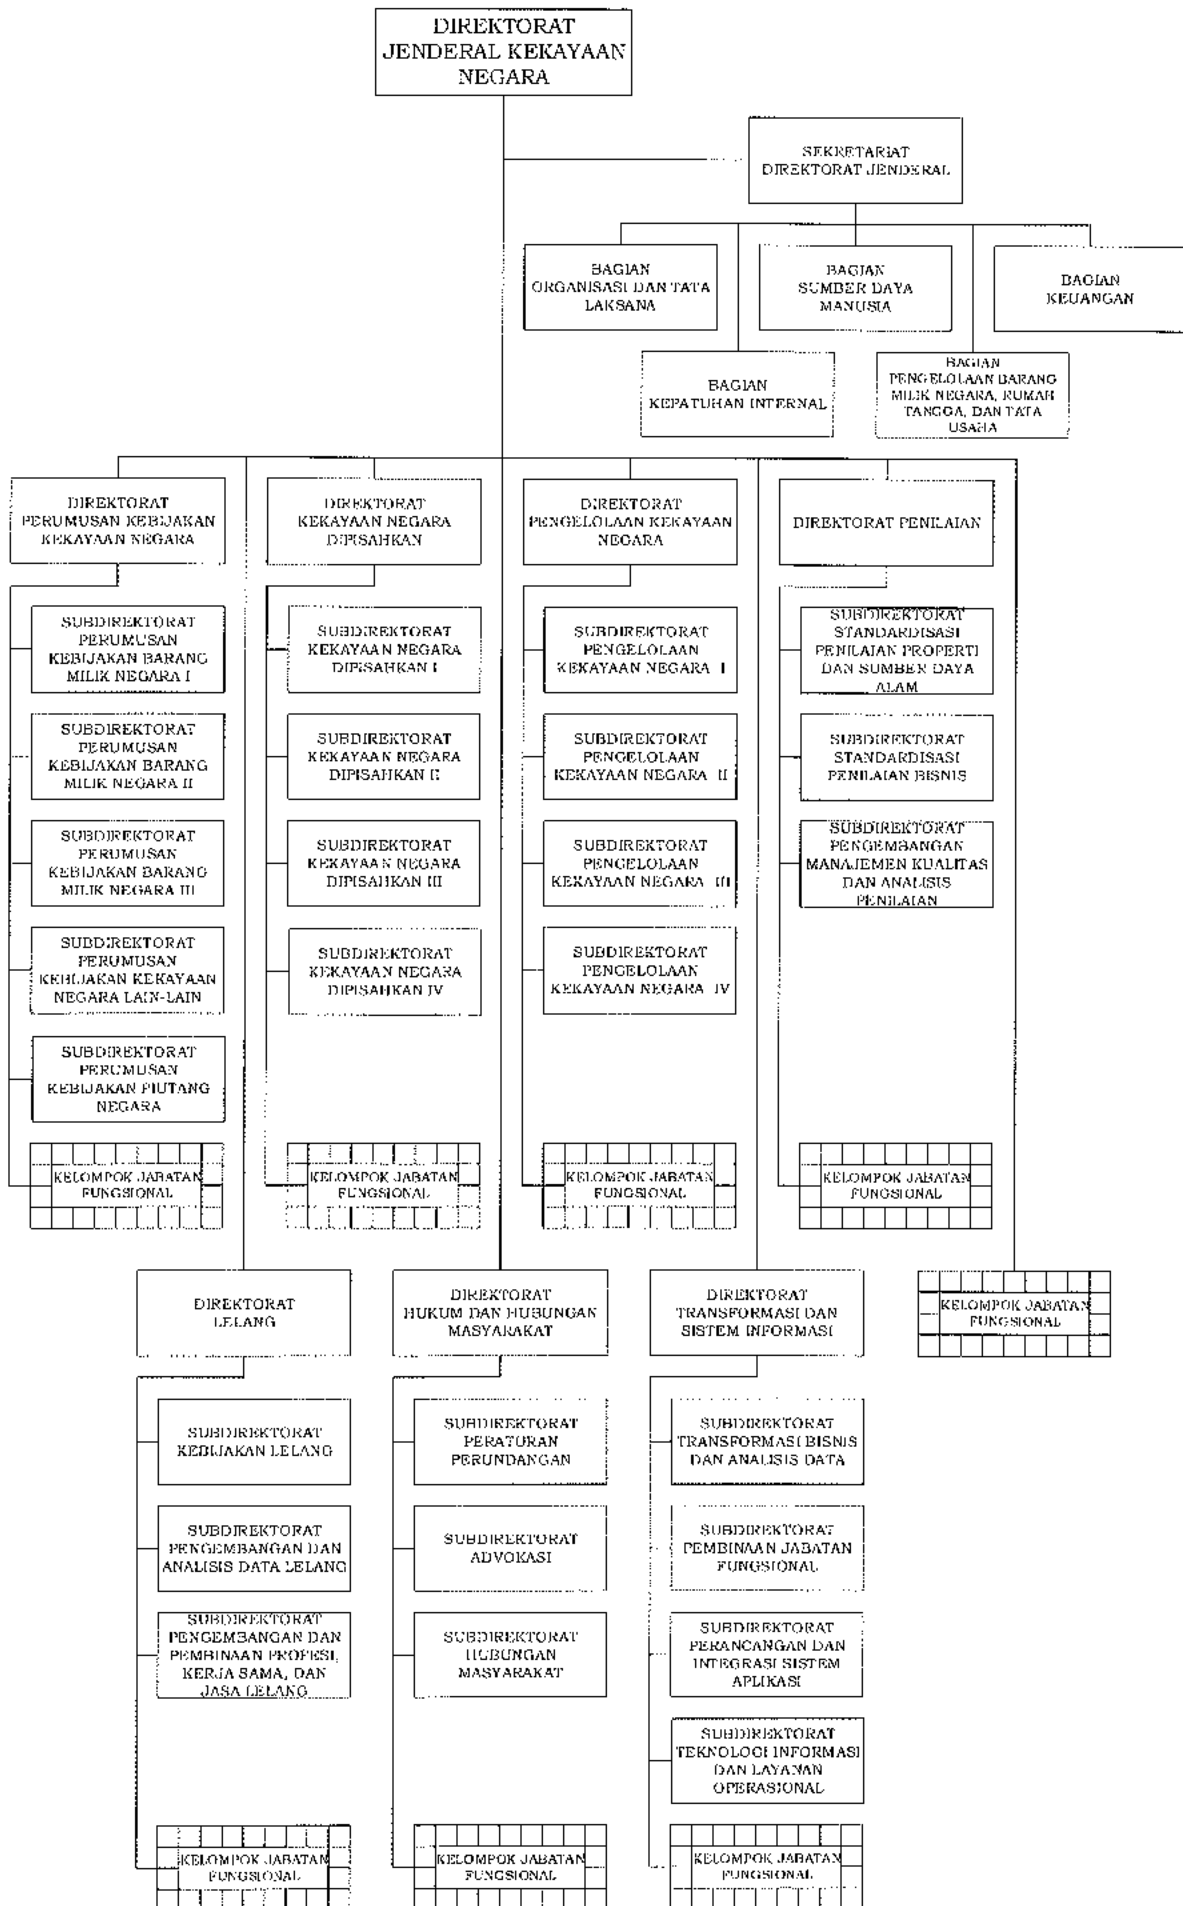 DIREKTORAT
JENDERAL KEKAYAAN
NEGARA
SEKRETARIAT
DIREKTORAT JENDERAL
BAGIAN
ORGANISASI DAN TATA
LAKSANA
BAGIAN
SUMBER DAYA
MANUSIA
BAGIAN
KEUANGAN
BAGIAN
KEPATUHAN INTERNAL
BAGIAN
PENGELOLAAN BARANG
MILIK NEGARA, RUMAH
TANGGA, DAN TATA
USAHA
DIREKTORAT
PERUMUSAN KEBIJAKAN
KEKAYAAN NEGARA
DIREKTORAT
KEKAYAAN NEGARA
DIPISAHKAN
DIREKTORAT
PENGELOLAAN KEKAYAAN
NEGARA
DIREKTORAT PENILAIAN
SUBDIREKTORAT
PERUMUSAN
KEBIJAKAN BARANG
MILIK NEGARA I
SUBDIREKTORAT
KEKAYAAN NEGARA
DIPISAHKAN I
SUBDIREKTORAT
PENGELOLAAN
KEKAYAAN NEGARA I
SUBDIREKTORAT
STANDARDISASI
PENILAIAN PROPERTI
DAN SUMBER DAYA
ALAM
SUBDIREKTORAT
PERUMUSAN
KEBIJAKAN BARANG
MILIK NEGARA II
SUBDIREKTORAT
KEKAYAAN NEGARA
DIPISAHKAN II
SUBDIREKTORAT
PENGELOLAAN
KEKAYAAN NEGARA II
SUBDIREKTORAT
STANDARDISASI
PENILAIAN BISNIS
SUBDIREKTORAT
PERUMUSAN
KEBIJAKAN BARANG
MILIK NEGARA III
SUBDIREKTORAT
KEKAYAAN NEGARA
DIPISAHKAN III
SUBDIREKTORAT
PENGELOLAAN
KEKAYAAN NEGARA III
SUBDIREKTORAT
PENGEMBANGAN
MANAJEMEN KUALITAS
DAN ANALISIS
PENILAIAN
SUBDIREKTORAT
PERUMUSAN
KEBIJAKAN KEKAYAAN
NEGARA LAIN-LAIN
SUBDIREKTORAT
KEKAYAAN NEGARA
DIPISAHKAN IV
SUBDIREKTORAT
PENGELOLAAN
KEKAYAAN NEGARA IV
SUBDIREKTORAT
PERUMUSAN
KEBIJAKAN PIUTANG
NEGARA
KELOMPOK JABATAN
FUNGSIONAL
KELOMPOK JABATAN
FUNGSIONAL
KELOMPOK JABATAN
FUNGSIONAL
KELOMPOK JABATAN
FUNGSIONAL
DIREKTORAT
LELANG
DIREKTORAT
HUKUM DAN HUBUNGAN
MASYARAKAT
DIREKTORAT
TRANSFORMASI DAN
SISTEM INFORMASI
KELOMPOK JABATAN
FUNGSIONAL
SUBDIREKTORAT
KEBIJAKAN LELANG
SUBDIREKTORAT
PERATURAN
PERUNDANGAN
SUBDIREKTORAT
TRANSFORMASI BISNIS
DAN ANALISIS DATA
SUBDIREKTORAT
PENGEMBANGAN DAN
ANALISIS DATA LELANG
SUBDIREKTORAT
ADVOKASI
SUBDIREKTORAT
PEMBINAAN JABATAN
FUNGSIONAL
SUBDIREKTORAT
PENGEMBANGAN DAN
PEMBINAAN PROFESI,
KERJA SAMA, DAN
JASA LELANG
SUBDIREKTORAT
HUBUNGAN
MASYARAKAT
SUBDIREKTORAT
PERANCANGAN DAN
INTEGRASI SISTEM
APLIKASI
SUBDIREKTORAT
TEKNOLOGI INFORMASI
DAN LAYANAN
OPERASIONAL
KELOMPOK JABATAN
FUNGSIONAL
KELOMPOK JABATAN
FUNGSIONAL
KELOMPOK JABATAN
FUNGSIONAL